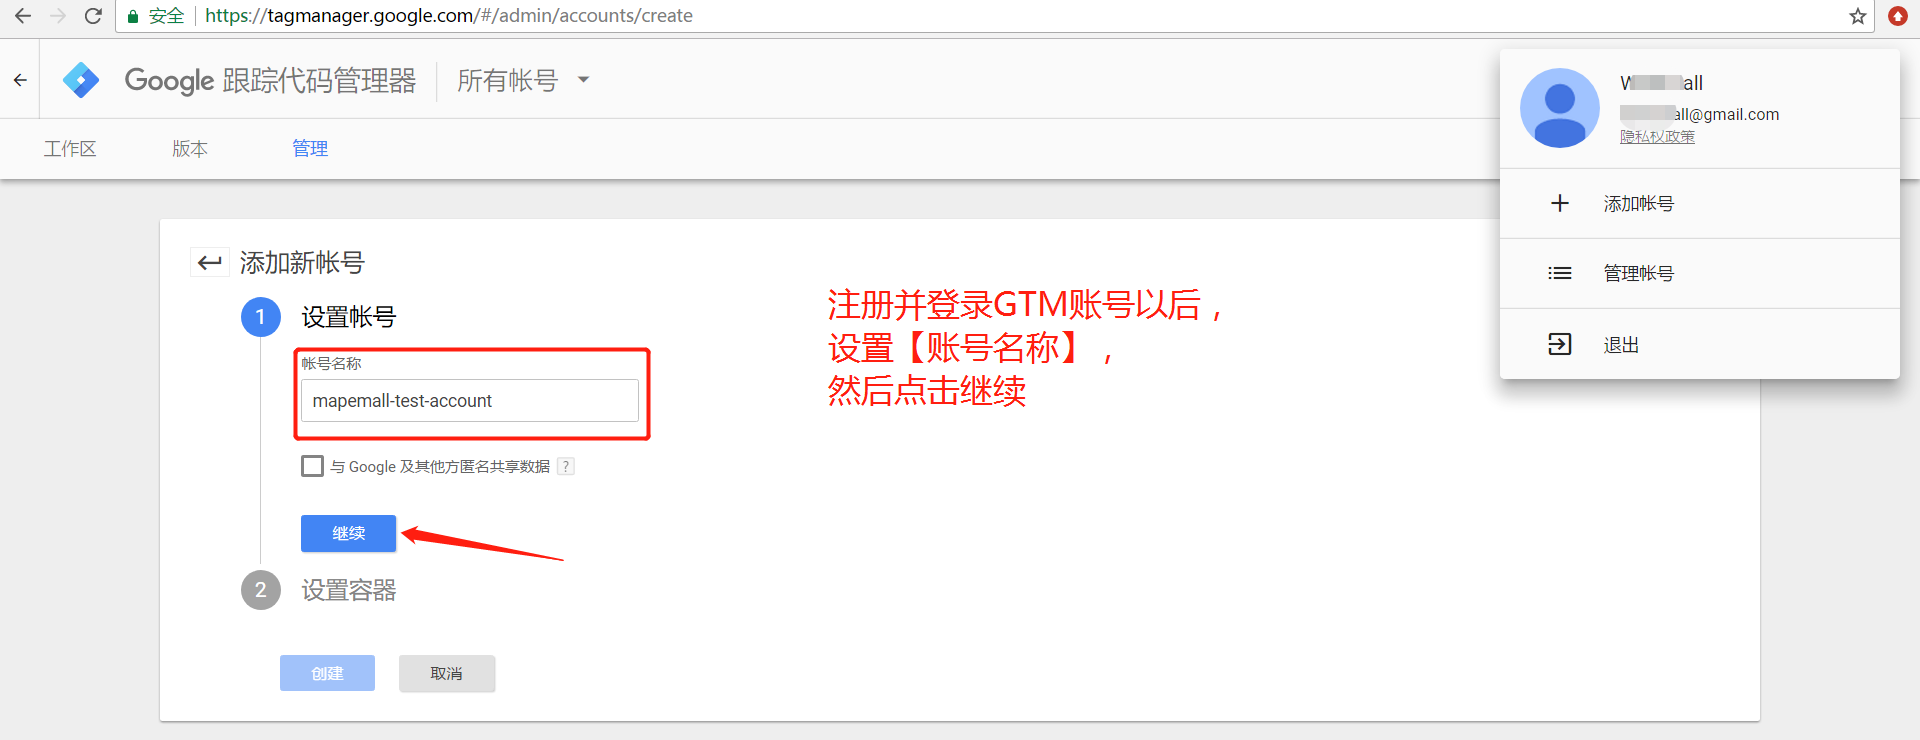 安全 https://tagmanager.google.com/#/admin/accounts/create
Google 跟踪代码管理器 所有帐号
工作区 版本 管理
all
all@gmail.com
隐私权政策
添加帐号
管理帐号
退出
添加新帐号
1 设置帐号
帐号名称
mapemall-test-account
与 Google 及其他方匿名共享数据 ?
继续
2 设置容器
创建 取消
注册并登录GTM账号以后，
设置【账号名称】，
然后点击继续